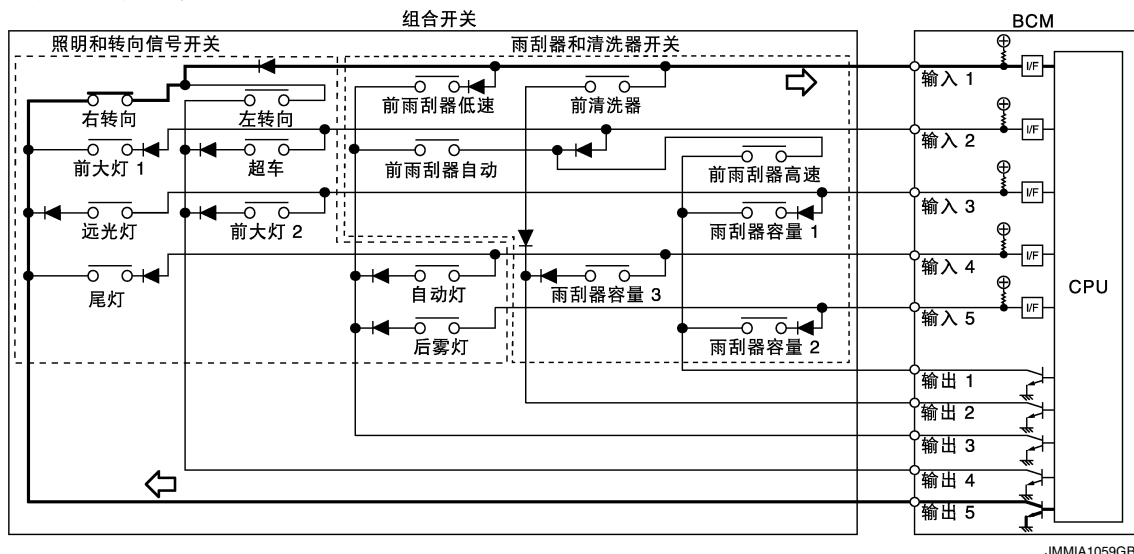 组合开关
BCM
照明和转向信号开关
雨刮器和清洗器开关
输入 1
I/F
前雨刮器低速
前清洗器
右转向
左转向
输入 2
I/F
前大灯 1
超车
前雨刮器自动
前雨刮器高速
输入 3
I/F
远光灯
前大灯 2
雨刮器容量 1
输入 4
I/F
尾灯
自动灯
雨刮器容量 3
CPU
输入 5
I/F
后雾灯
雨刮器容量 2
输出 1
输出 2
输出 3
输出 4
输出 5
JMMIA1059GB